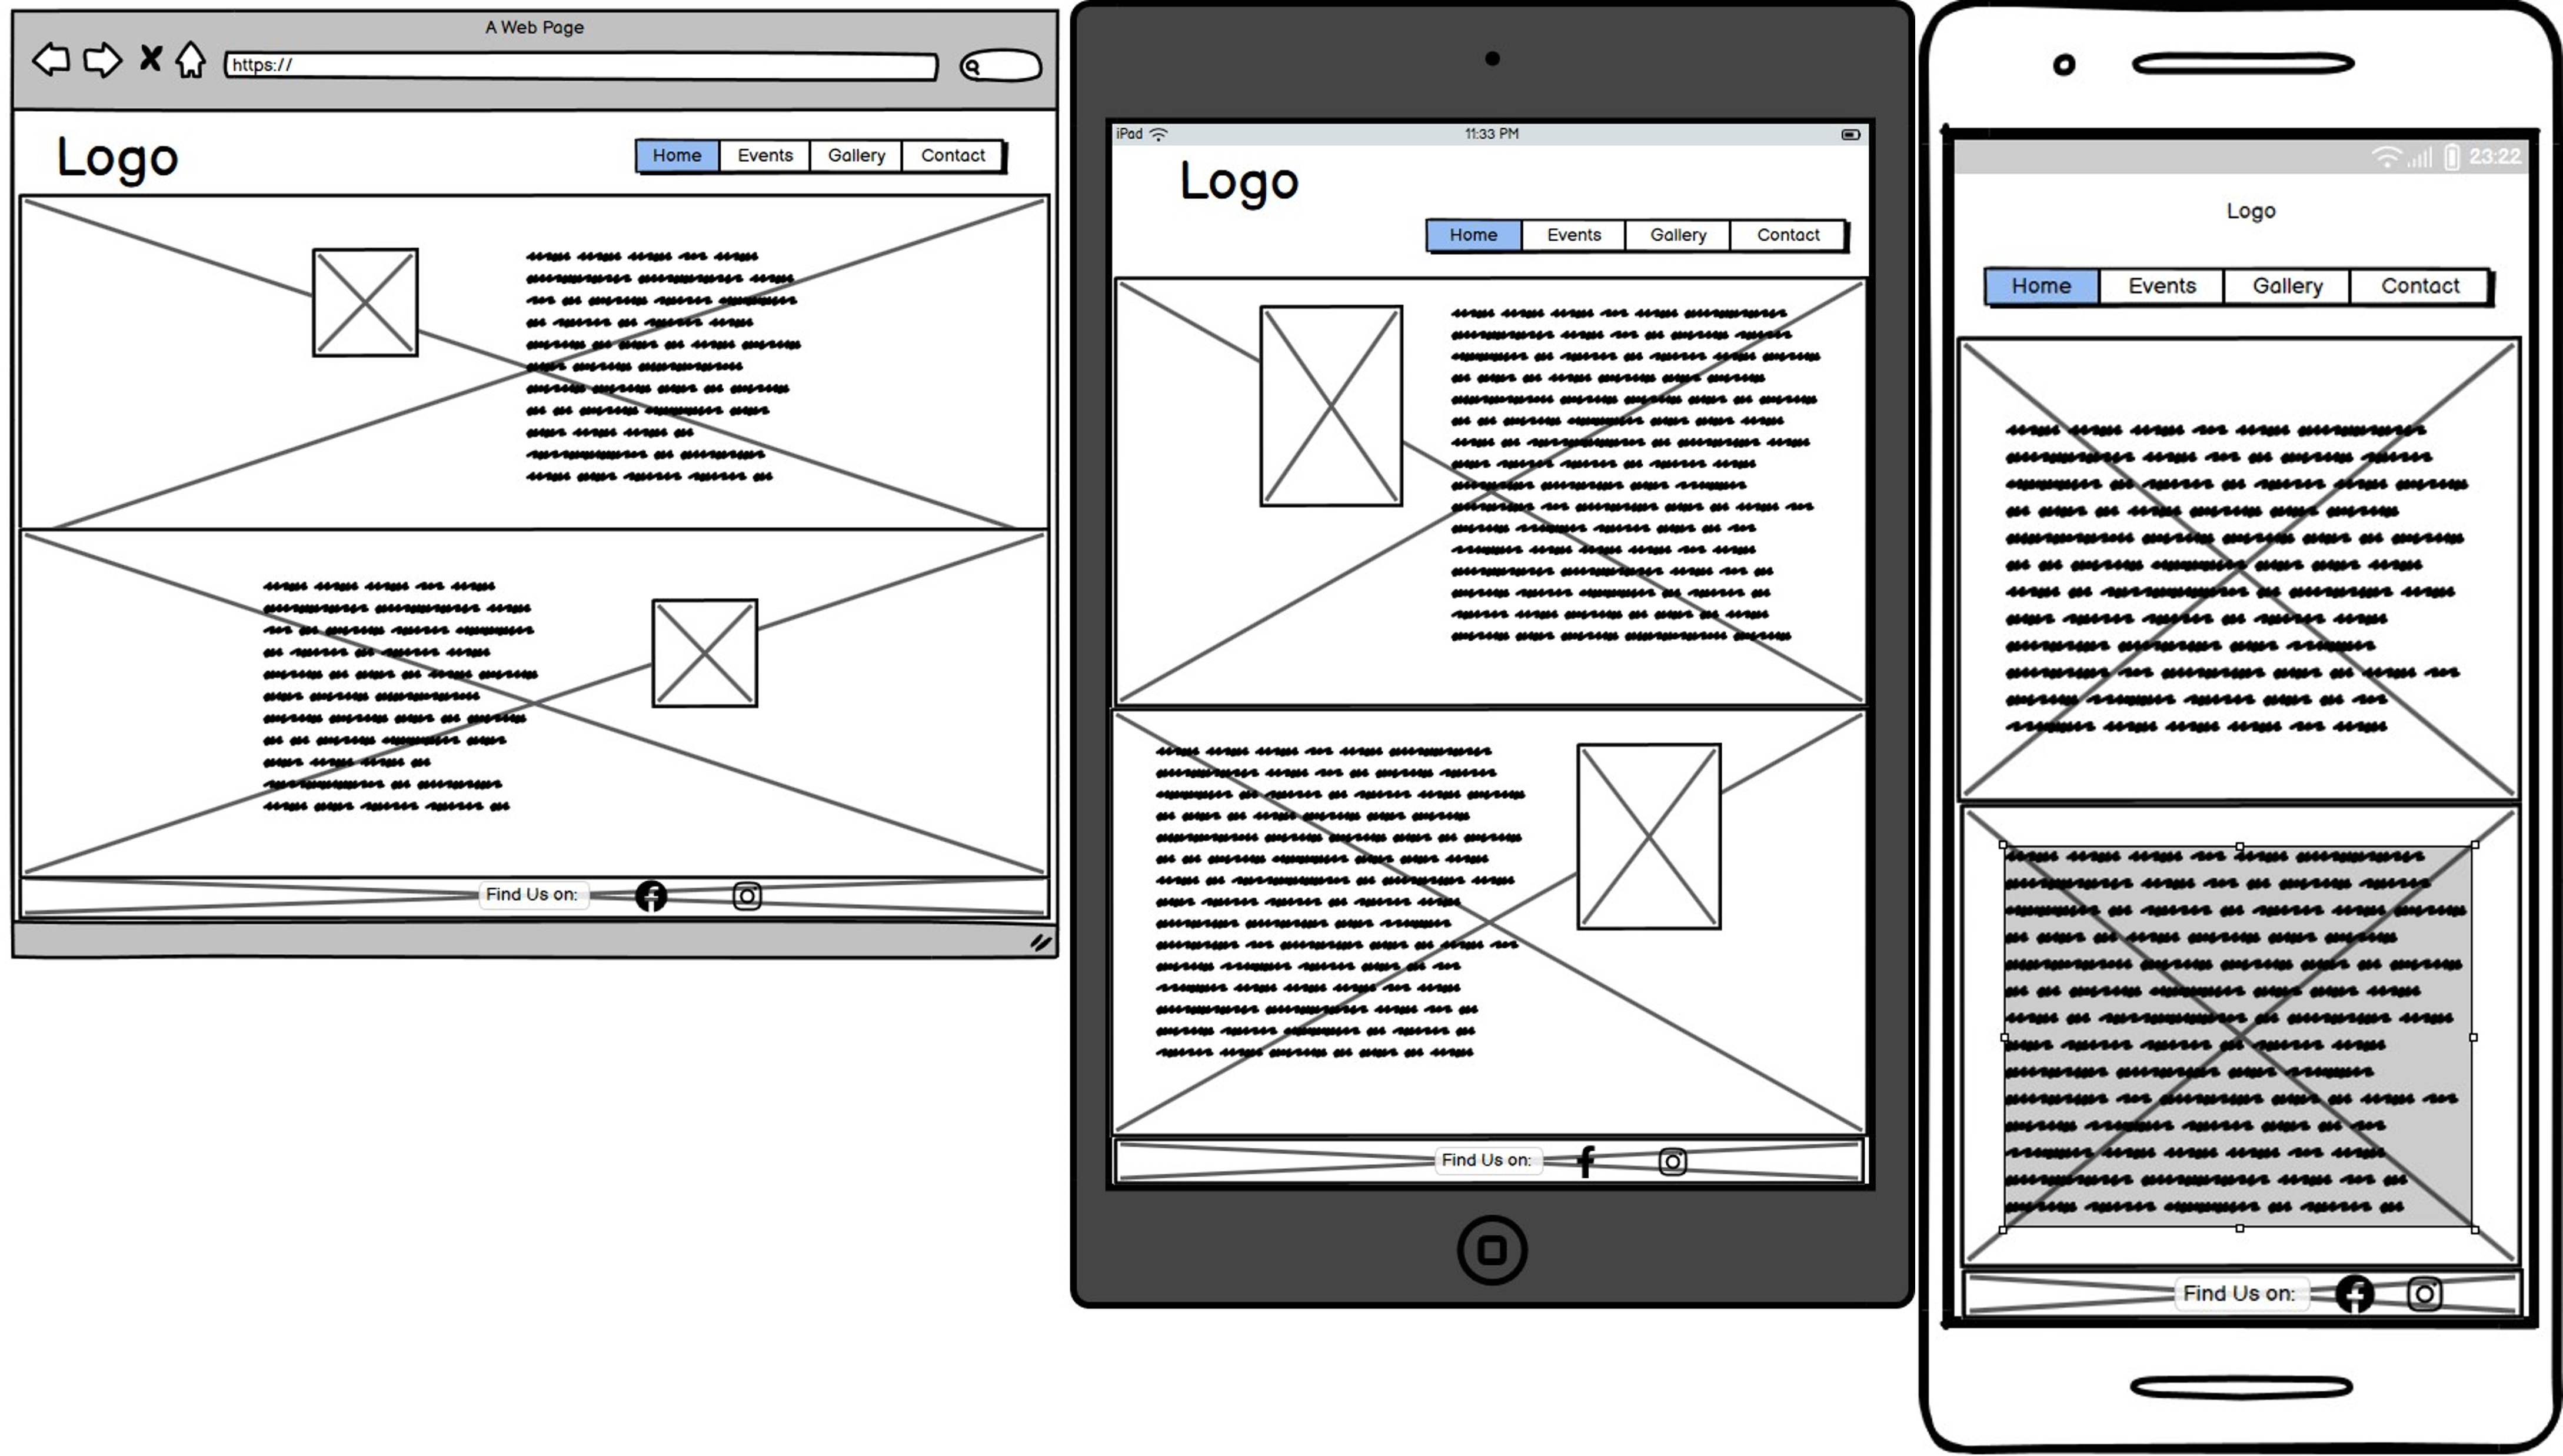 A Web Page
https://
Logo
Home Events Gallery Contact
Find Us on:
iPad 11:33 PM
Logo
Home Events Gallery Contact
Find Us on:
23:22
Logo
Home Events Gallery Contact
Find Us on: